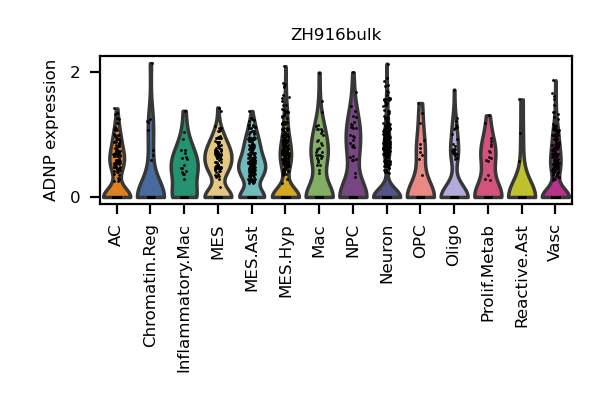 ZH916bulk
ADNP expression
2
0
AC
Chromatin.Reg
Inflammatory.Mac
MES
MES.Ast
MES.Hyp
Mac
NPC
Neuron
OPC
Oligo
Prolif.Metab
Reactive.Ast
Vasc